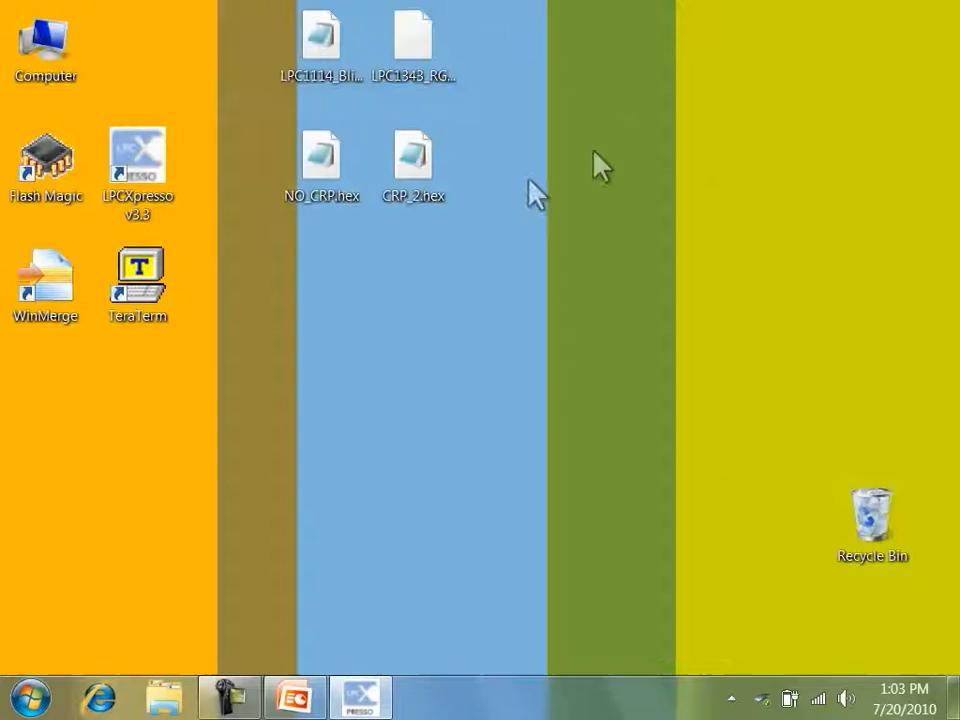 Computer
LPC1114_Bli...
LPC1343_RG...
Flash Magic
LPCXpresso
v3.3
NO_CRP.hex
CRP_2.hex
WinMerge
TeraTerm
Recycle Bin
1:03 PM
7/20/2010